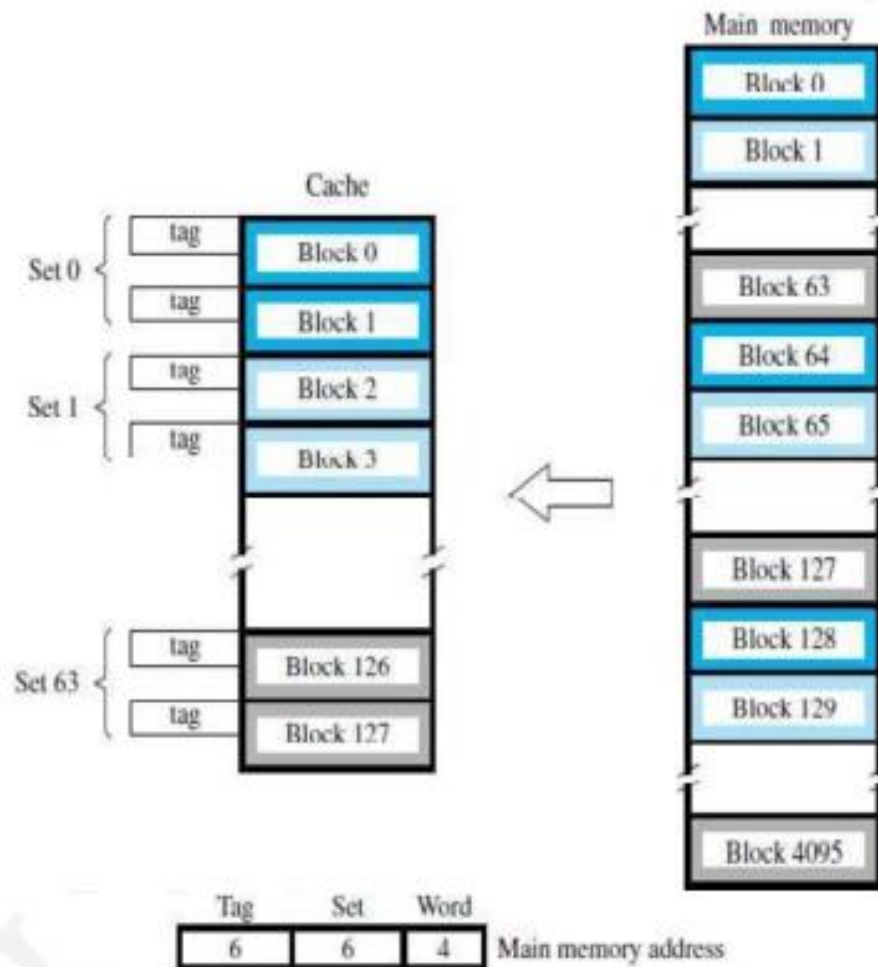 Main memory
Block 0
Block 1
Cache
tag
Block 0
Set 0
Block 63
tag
Block 1
Block 64
tag
Block 2
Set 1
Block 65
tag
Block 3
Block 127
tag
Block 126
Block 128
Set 63
tag
Block 127
Block 129
Block 4095
Tag Set Word
6 6 4 Main memory address